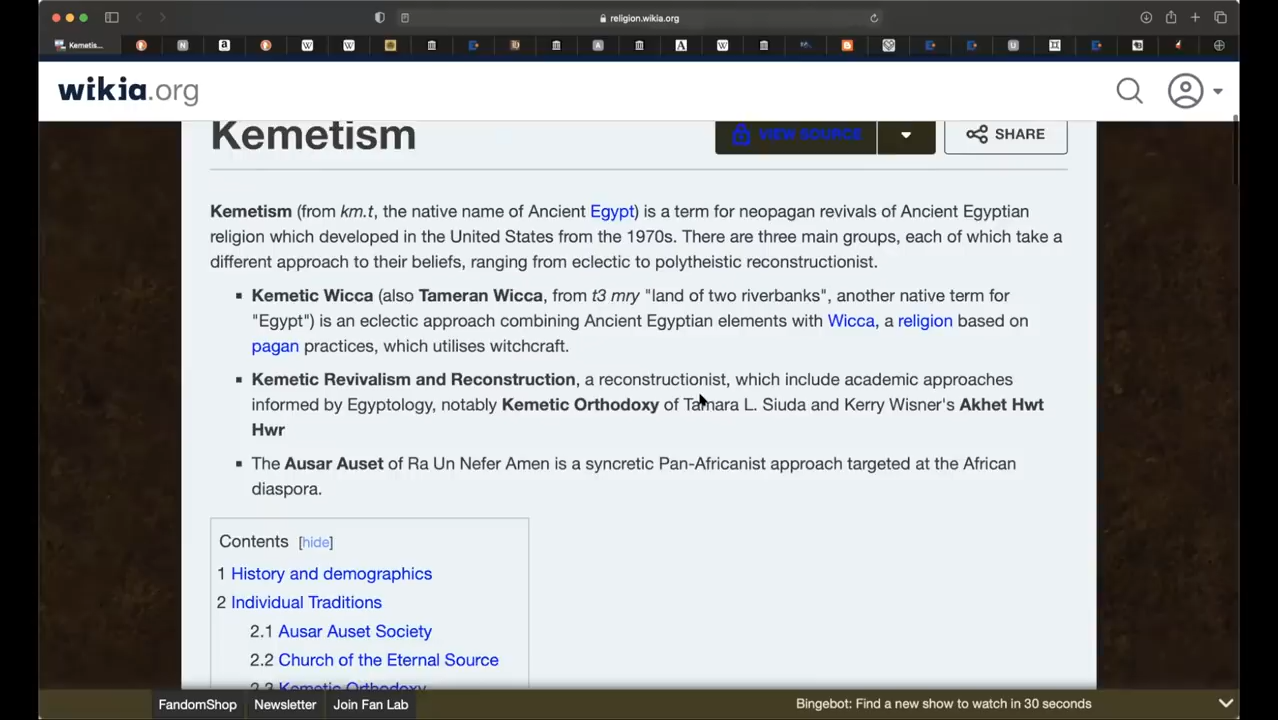 religion.wikia.org
Kemetis...
wikia.org
Kemetism
VIEW SOURCE
SHARE
Kemetism (from km.t, the native name of Ancient Egypt) is a term for neopagan revivals of Ancient Egyptian
religion which developed in the United States from the 1970s. There are three main groups, each of which take a
different approach to their beliefs, ranging from eclectic to polytheistic reconstructionist.
Kemetic Wicca (also Tameran Wicca, from t3 mry "land of two riverbanks", another native term for
"Egypt") is an eclectic approach combining Ancient Egyptian elements with Wicca, a religion based on
pagan practices, which utilises witchcraft.
Kemetic Revivalism and Reconstruction, a reconstructionist, which include academic approaches
informed by Egyptology, notably Kemetic Orthodoxy of Tamara L. Siuda and Kerry Wisner's Akhet Hwt
Hwr
The Ausar Auset of Ra Un Nefer Amen is a syncretic Pan-Africanist approach targeted at the African
diaspora.
Contents [hide]
1 History and demographics
2 Individual Traditions
2.1 Ausar Auset Society
2.2 Church of the Eternal Source
2.3 Kemetic Orthodoxy
FandomShop Newsletter Join Fan Lab Bingebot: Find a new show to watch in 30 seconds